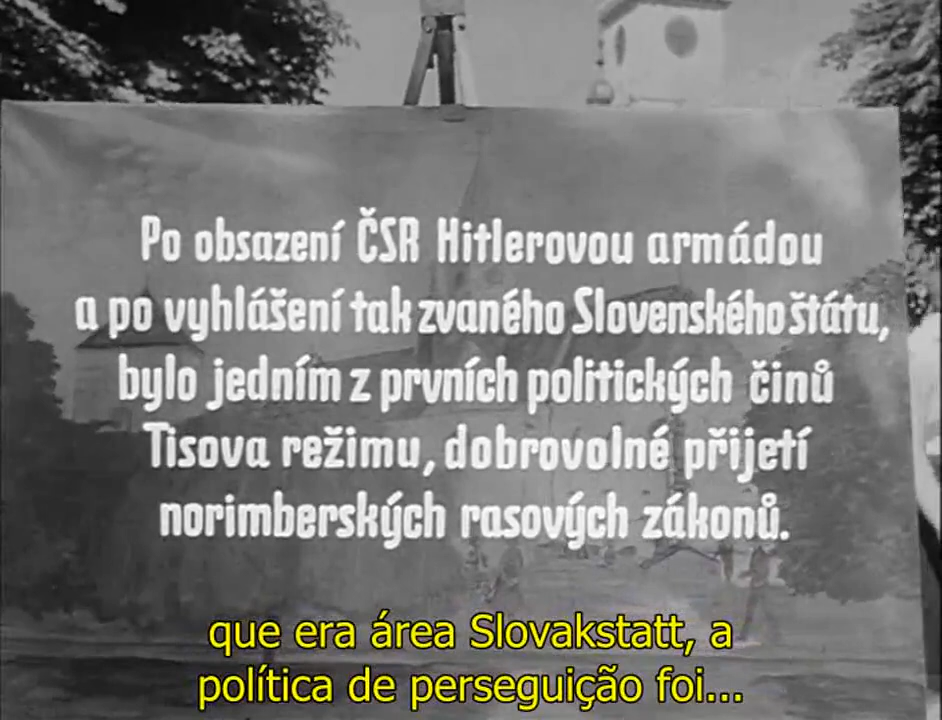 Po obsazení ČSR Hitlerovou armádou
a po vyhlášení tak zvaného Slovenského štátu,
bylo jedním z prvních politických činů
Tisova režimu, dobrovolné přijetí
norimberských rasových zákonů.
que era área Slovakstatt, a
política de perseguição foi...